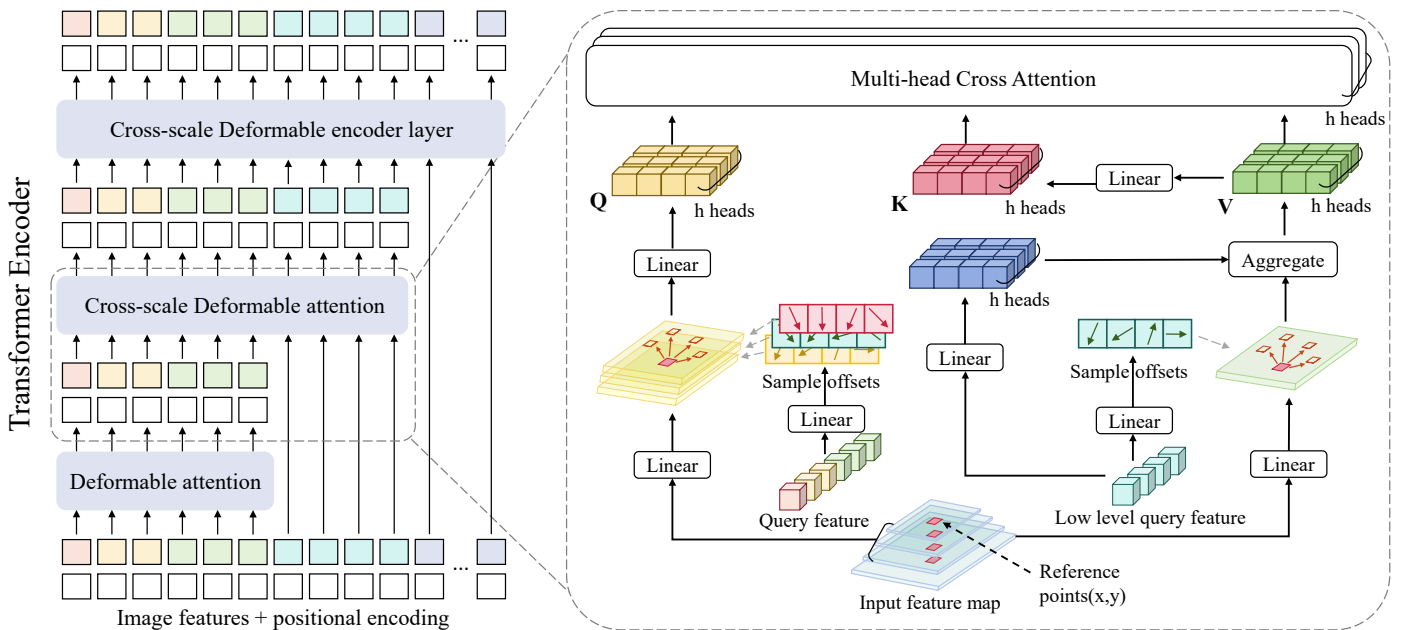 Transformer Encoder
...
Cross-scale Deformable encoder layer
Cross-scale Deformable attention
Deformable attention
...
Image features + positional encoding
Multi-head Cross Attention
h heads
Q
h heads
K
h heads
Linear
V
h heads
Linear
h heads
Aggregate
Sample offsets
Linear
Sample offsets
Linear
Linear
Linear
Linear
Query feature
Low level query feature
Input feature map
Reference
points(x,y)